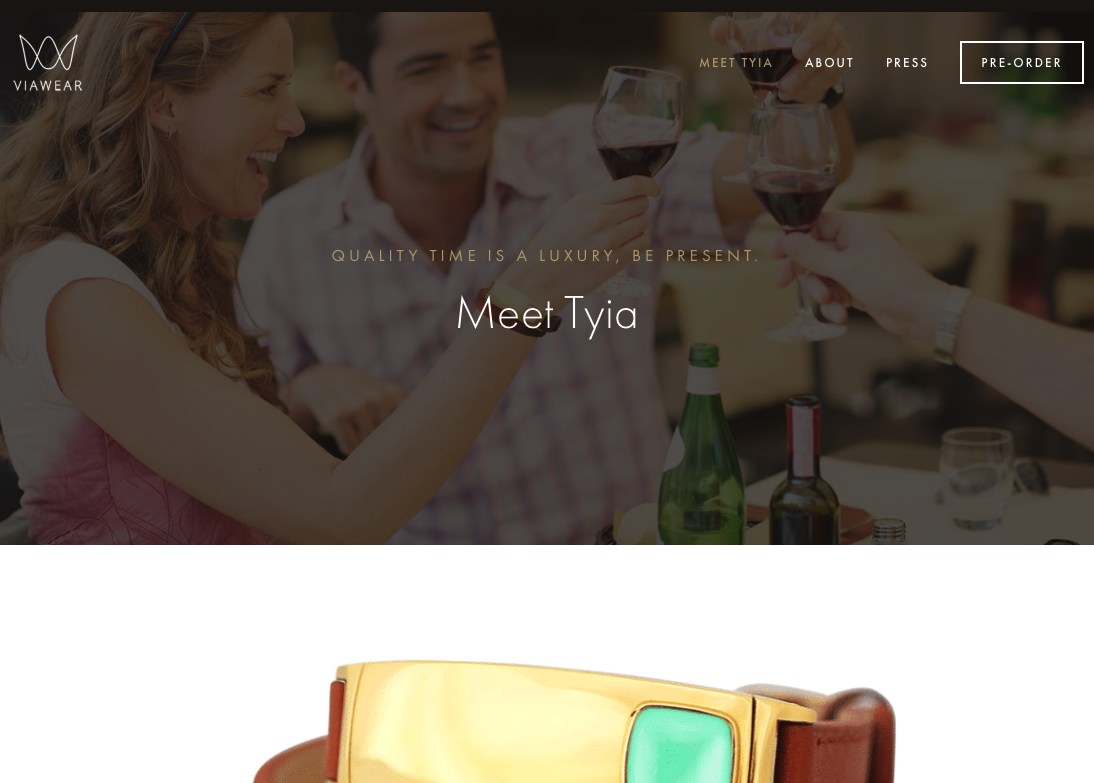 VIAWEAR
MEET TYIA
ABOUT
PRESS
PRE-ORDER
QUALITY TIME IS A LUXURY, BE PRESENT.
Meet Tyia